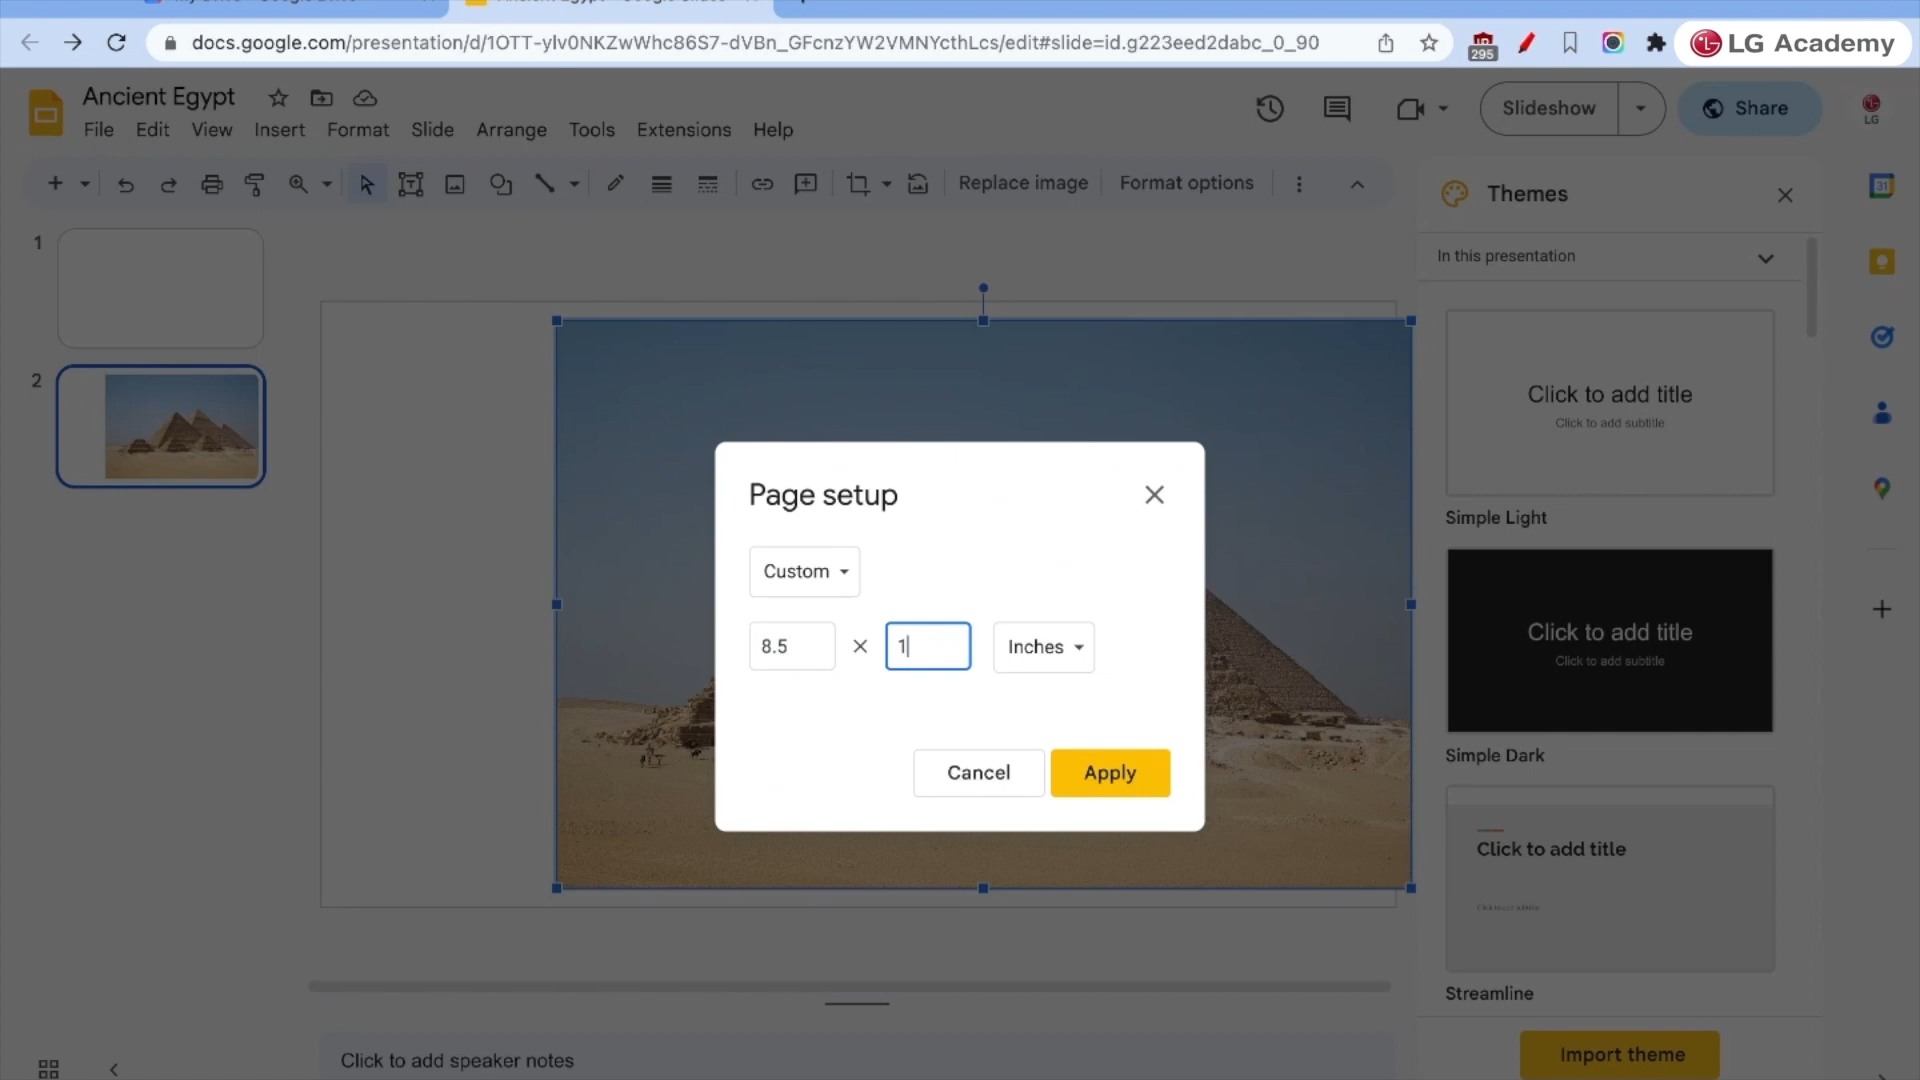 docs.google.com/presentation/d/1OTT-ylv0NKZwWhc86S7-dVBn_GFcnzYW2VMNYcthLcs/edit#slide=id.g223eed2dabc_0_90
295
LG Academy
Ancient Egypt
File Edit View Insert Format Slide Arrange Tools Extensions Help
Slideshow
Share
LG
Replace image
Format options
Themes
31
In this presentation
1
2
Click to add title
Click to add subtitle
Simple Light
Click to add title
Click to add subtitle
Simple Dark
Click to add title
Streamline
Import theme
Page setup
Custom
8.5
1
Inches
Cancel
Apply
Click to add speaker notes